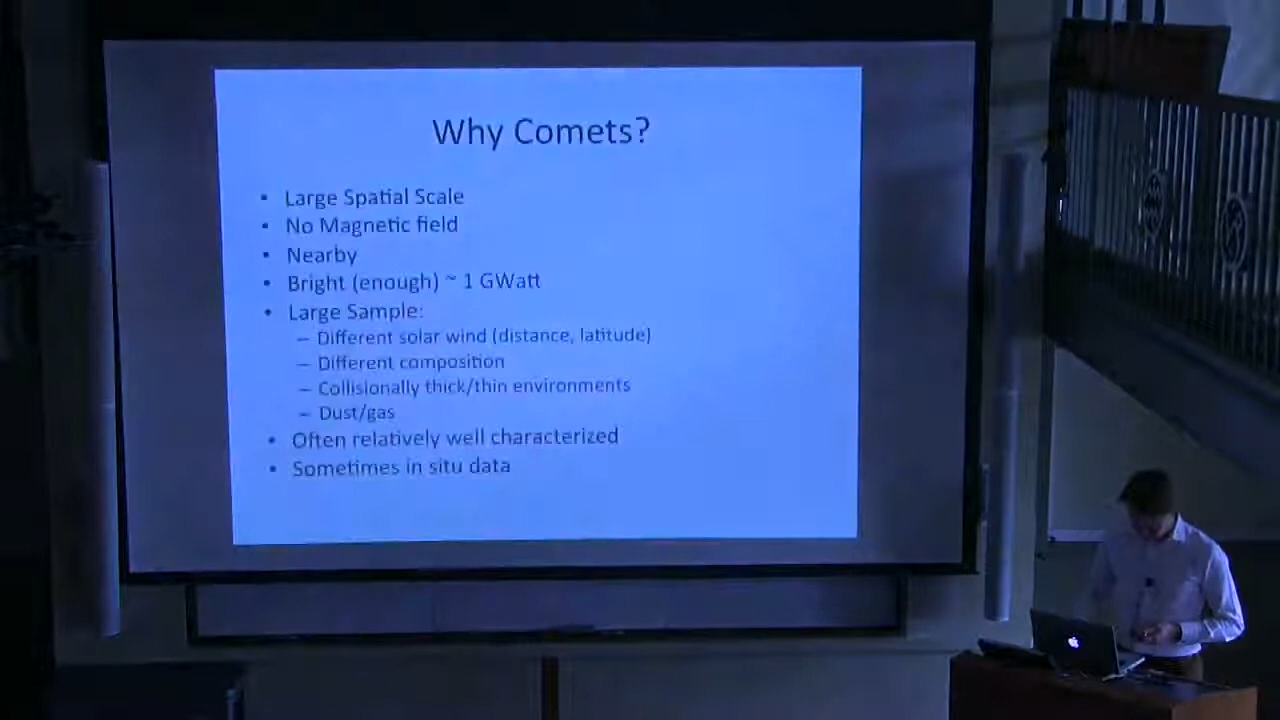 Why Comets?
• Large Spatial Scale
• No Magnetic field
• Nearby
• Bright (enough) ~ 1 GWatt
• Large Sample:
– Different solar wind (distance, latitude)
– Different composition
– Collisionally thick/thin environments
– Dust/gas
• Often relatively well characterized
• Sometimes in situ data